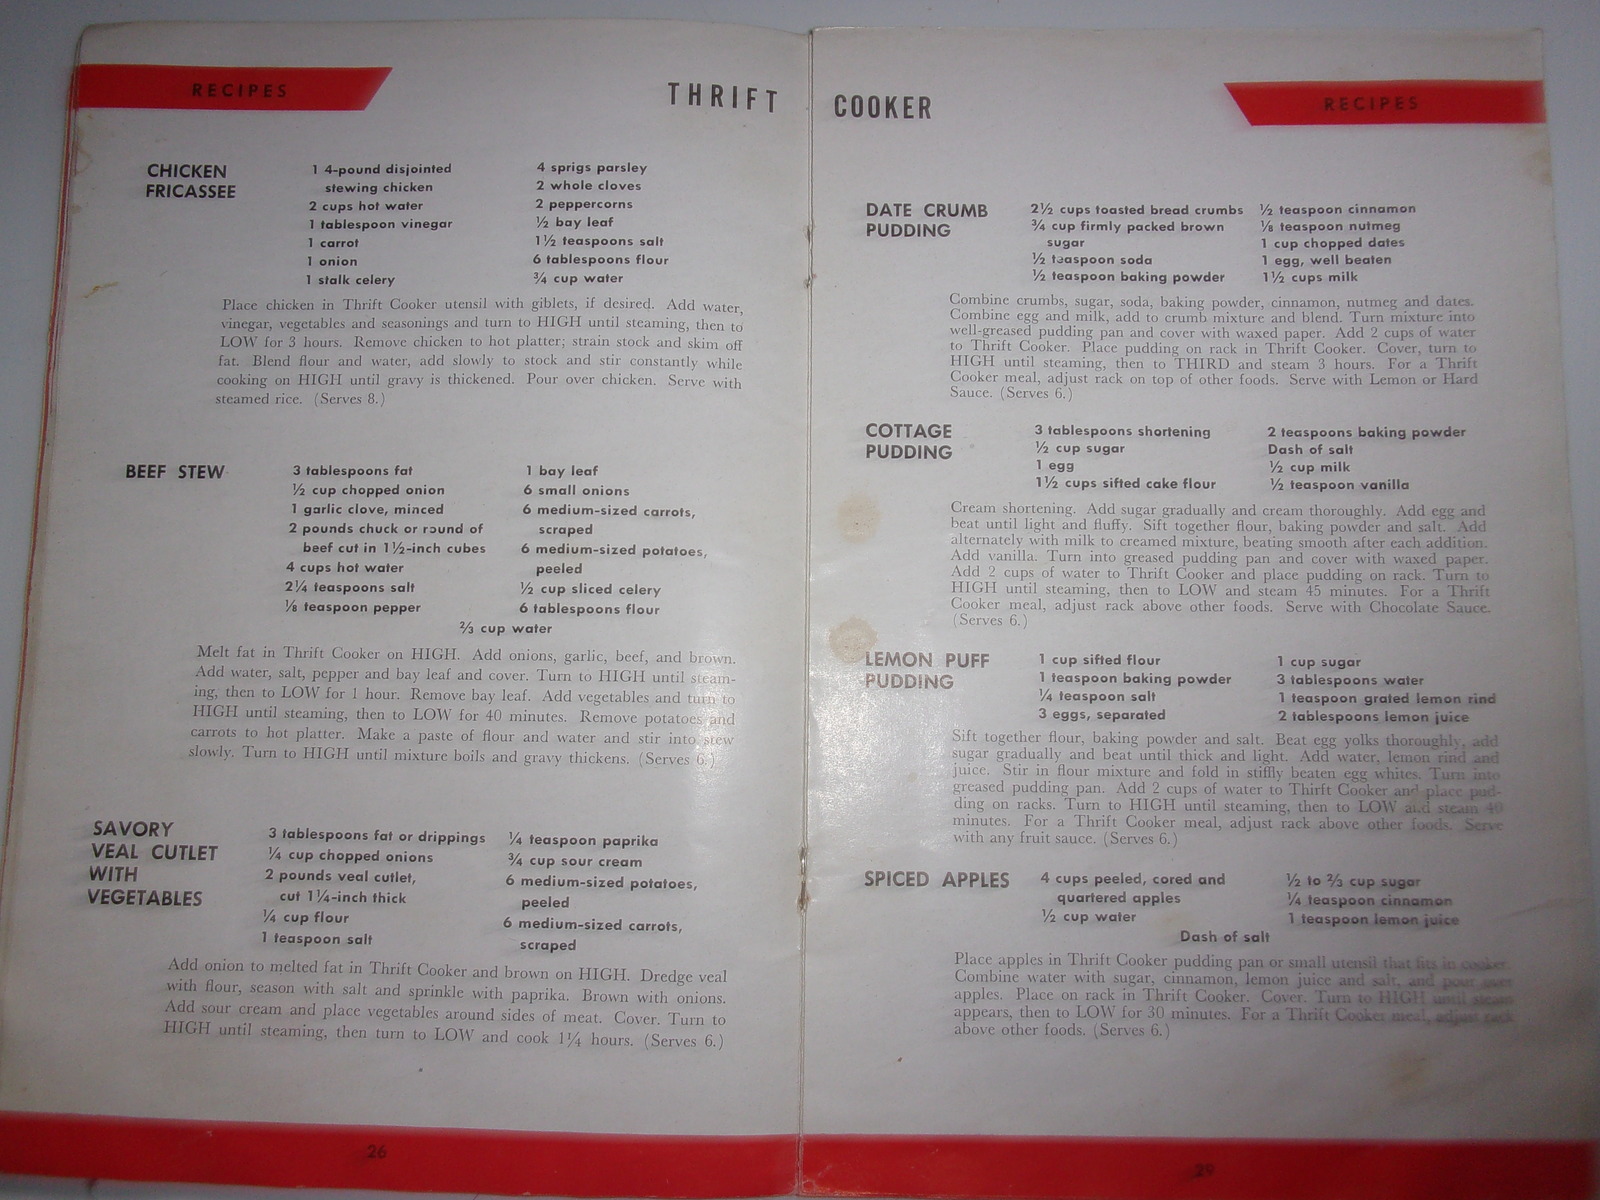 RECIPES
THRIFT
CHICKEN
FRICASSEE
1 4-pound disjointed
stewing chicken
2 cups hot water
1 tablespoon vinegar
1 carrot
1 onion
1 stalk celery
4 sprigs parsley
2 whole cloves
2 peppercorns
½ bay leaf
1½ teaspoons salt
6 tablespoons flour
¾ cup water
Place chicken in Thrift Cooker utensil with giblets, if desired. Add water,
vinegar, vegetables and seasonings and turn to HIGH until steaming, then to
LOW for 3 hours. Remove chicken to hot platter; strain stock and skim off
fat. Blend flour and water, add slowly to stock and stir constantly while
cooking on HIGH until gravy is thickened. Pour over chicken. Serve with
steamed rice. (Serves 8.)
BEEF STEW
3 tablespoons fat
½ cup chopped onion
1 garlic clove, minced
2 pounds chuck or round of
beef cut in 1½-inch cubes
4 cups hot water
2¼ teaspoons salt
⅛ teaspoon pepper
1 bay leaf
6 small onions
6 medium-sized carrots,
scraped
6 medium-sized potatoes,
peeled
½ cup sliced celery
6 tablespoons flour
⅔ cup water
Melt fat in Thrift Cooker on HIGH. Add onions, garlic, beef, and brown.
Add water, salt, pepper and bay leaf and cover. Turn to HIGH until steam-
ing, then to LOW for 1 hour. Remove bay leaf. Add vegetables and turn to
HIGH until steaming, then to LOW for 40 minutes. Remove potatoes and
carrots to hot platter. Make a paste of flour and water and stir into stew
slowly. Turn to HIGH until mixture boils and gravy thickens. (Serves 6.)
SAVORY
VEAL CUTLET
WITH
VEGETABLES
3 tablespoons fat or drippings
¼ cup chopped onions
2 pounds veal cutlet,
cut 1¼-inch thick
¼ cup flour
1 teaspoon salt
¼ teaspoon paprika
¾ cup sour cream
6 medium-sized potatoes,
peeled
6 medium-sized carrots,
scraped
Add onion to melted fat in Thrift Cooker and brown on HIGH. Dredge veal
with flour, season with salt and sprinkle with paprika. Brown with onions.
Add sour cream and place vegetables around sides of meat. Cover. Turn to
HIGH until steaming, then turn to LOW and cook 1¼ hours. (Serves 6.)
26
COOKER
RECIPES
DATE CRUMB
PUDDING
2½ cups toasted bread crumbs
¾ cup firmly packed brown
sugar
½ teaspoon soda
½ teaspoon baking powder
½ teaspoon cinnamon
⅛ teaspoon nutmeg
1 cup chopped dates
1 egg, well beaten
1½ cups milk
Combine crumbs, sugar, soda, baking powder, cinnamon, nutmeg and dates.
Combine egg and milk, add to crumb mixture and blend. Turn mixture into
well-greased pudding pan and cover with waxed paper. Add 2 cups of water
to Thrift Cooker. Place pudding on rack in Thrift Cooker. Cover, turn to
HIGH until steaming, then to THIRD and steam 3 hours. For a Thrift
Cooker meal, adjust rack on top of other foods. Serve with Lemon or Hard
Sauce. (Serves 6.)
COTTAGE
PUDDING
3 tablespoons shortening
½ cup sugar
1 egg
1½ cups sifted cake flour
2 teaspoons baking powder
Dash of salt
½ cup milk
½ teaspoon vanilla
Cream shortening. Add sugar gradually and cream thoroughly. Add egg and
beat until light and fluffy. Sift together flour, baking powder and salt. Add
alternately with milk to creamed mixture, beating smooth after each addition.
Add vanilla. Turn into greased pudding pan and cover with waxed paper.
Add 2 cups of water to Thrift Cooker and place pudding on rack. Turn to
HIGH until steaming, then to LOW and steam 45 minutes. For a Thrift
Cooker meal, adjust rack above other foods. Serve with Chocolate Sauce.
(Serves 6.)
LEMON PUFF
PUDDING
1 cup sifted flour
1 teaspoon baking powder
¼ teaspoon salt
3 eggs, separated
1 cup sugar
3 tablespoons water
1 teaspoon grated lemon rind
2 tablespoons lemon juice
Sift together flour, baking powder and salt. Beat egg yolks thoroughly, add
sugar gradually and beat until thick and light. Add water, lemon rind and
juice. Stir in flour mixture and fold in stiffly beaten egg whites. Turn into
greased pudding pan. Add 2 cups of water to Thirft Cooker and place pud-
ding on racks. Turn to HIGH until steaming, then to LOW and steam 40
minutes. For a Thrift Cooker meal, adjust rack above other foods. Serve
with any fruit sauce. (Serves 6.)
SPICED APPLES
4 cups peeled, cored and
quartered apples
½ cup water
½ to ⅔ cup sugar
¼ teaspoon cinnamon
1 teaspoon lemon juice
Dash of salt
Place apples in Thrift Cooker pudding pan or small utensil that fits in cooker.
Combine water with sugar, cinnamon, lemon juice and salt, and pour over
apples. Place on rack in Thrift Cooker. Cover. Turn to HIGH until steam
appears, then to LOW for 30 minutes. For a Thrift Cooker meal, adjust rack
above other foods. (Serves 6.)
29